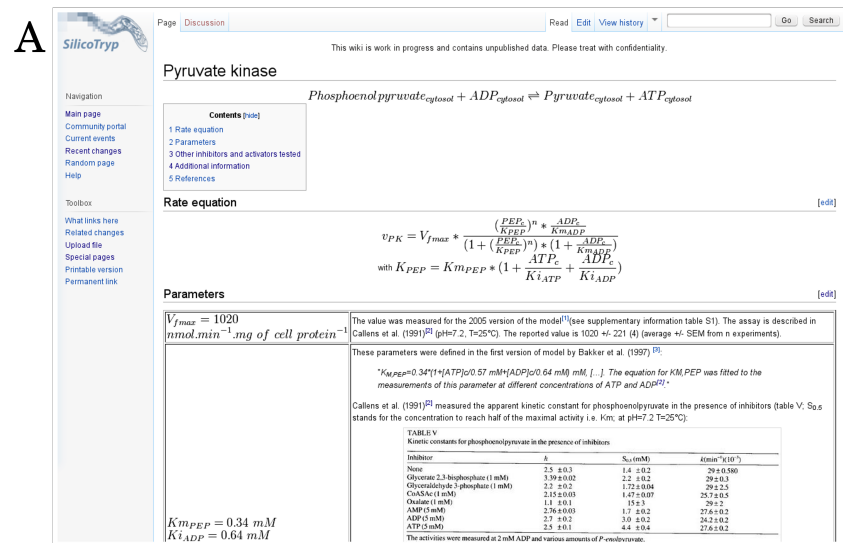 A
SilicoTryp
Page Discussion
Read Edit View history Go Search
This wiki is work in progress and contains unpublished data. Please treat with confidentiality.
Pyruvate kinase
Phosphoenolpyruvate_cytosol + ADP_cytosol ⇌ Pyruvate_cytosol + ATP_cytosol
Navigation
Main page
Community portal
Current events
Recent changes
Random page
Help
Toolbox
What links here
Related changes
Upload file
Special pages
Printable version
Permanent link
Contents [hide]
1 Rate equation
2 Parameters
3 Other inhibitors and activators tested
4 Additional information
5 References
Rate equation [edit]
v_PK = V_fmax * ((PEP_c/K_PEP)^n * ADP_c/Km_ADP) / ((1 + (PEP_c/K_PEP)^n) * (1 + ADP_c/Km_ADP))
with K_PEP = Km_PEP * (1 + ATP_c/Ki_ATP + ADP_c/Ki_ADP)
Parameters [edit]
V_fmax = 1020
nmol.min^-1.mg of cell protein^-1
The value was measured for the 2005 version of the model[1](see supplementary information table S1). The assay is described in
Callens et al. (1991)[2] (pH=7.2, T=25°C). The reported value is 1020 +/- 221 (4) (average +/- SEM from n experiments).
These parameters were defined in the first version of model by Bakker et al. (1997) [3]:
"K_M,PEP=0.34*(1+[ATP]c/0.57 mM+[ADP]c/0.64 mM) mM, [...]. The equation for KM,PEP was fitted to the
measurements of this parameter at different concentrations of ATP and ADP[2]."
Callens et al. (1991)[2] measured the apparent kinetic constant for phosphoenolpyruvate in the presence of inhibitors (table V; S_0.5
stands for the concentration to reach half of the maximal activity i.e. Km; at pH=7.2 T=25°C):
TABLE V
Kinetic constants for phosphoenolpyruvate in the presence of inhibitors
Inhibitor h S_0.5 (mM) k(min^-1)(10^-3)
None 2.5 ±0.3 1.4 ±0.2 29±0.580
Glycerate 2,3-bisphosphate (1 mM) 3.39±0.02 2.2 ±0.2 29±0.3
Glyceraldehyde 3-phosphate (1 mM) 2.2 ±0.2 1.72±0.04 29±2.5
CoASAc (1 mM) 2.15±0.03 1.47±0.07 25.7±0.5
Oxalate (1 mM) 1.1 ±0.1 15±3 29±2
AMP (5 mM) 2.76±0.03 1.7 ±0.2 27.6±0.2
ADP (5 mM) 2.7 ±0.2 3.0 ±0.2 24.2±0.2
ATP (5 mM) 2.5 ±0.1 4.4 ±0.4 27.6±0.2
The activities were measured at 2 mM ADP and various amounts of P-enolpyruvate.
Km_PEP = 0.34 mM
Ki_ADP = 0.64 mM